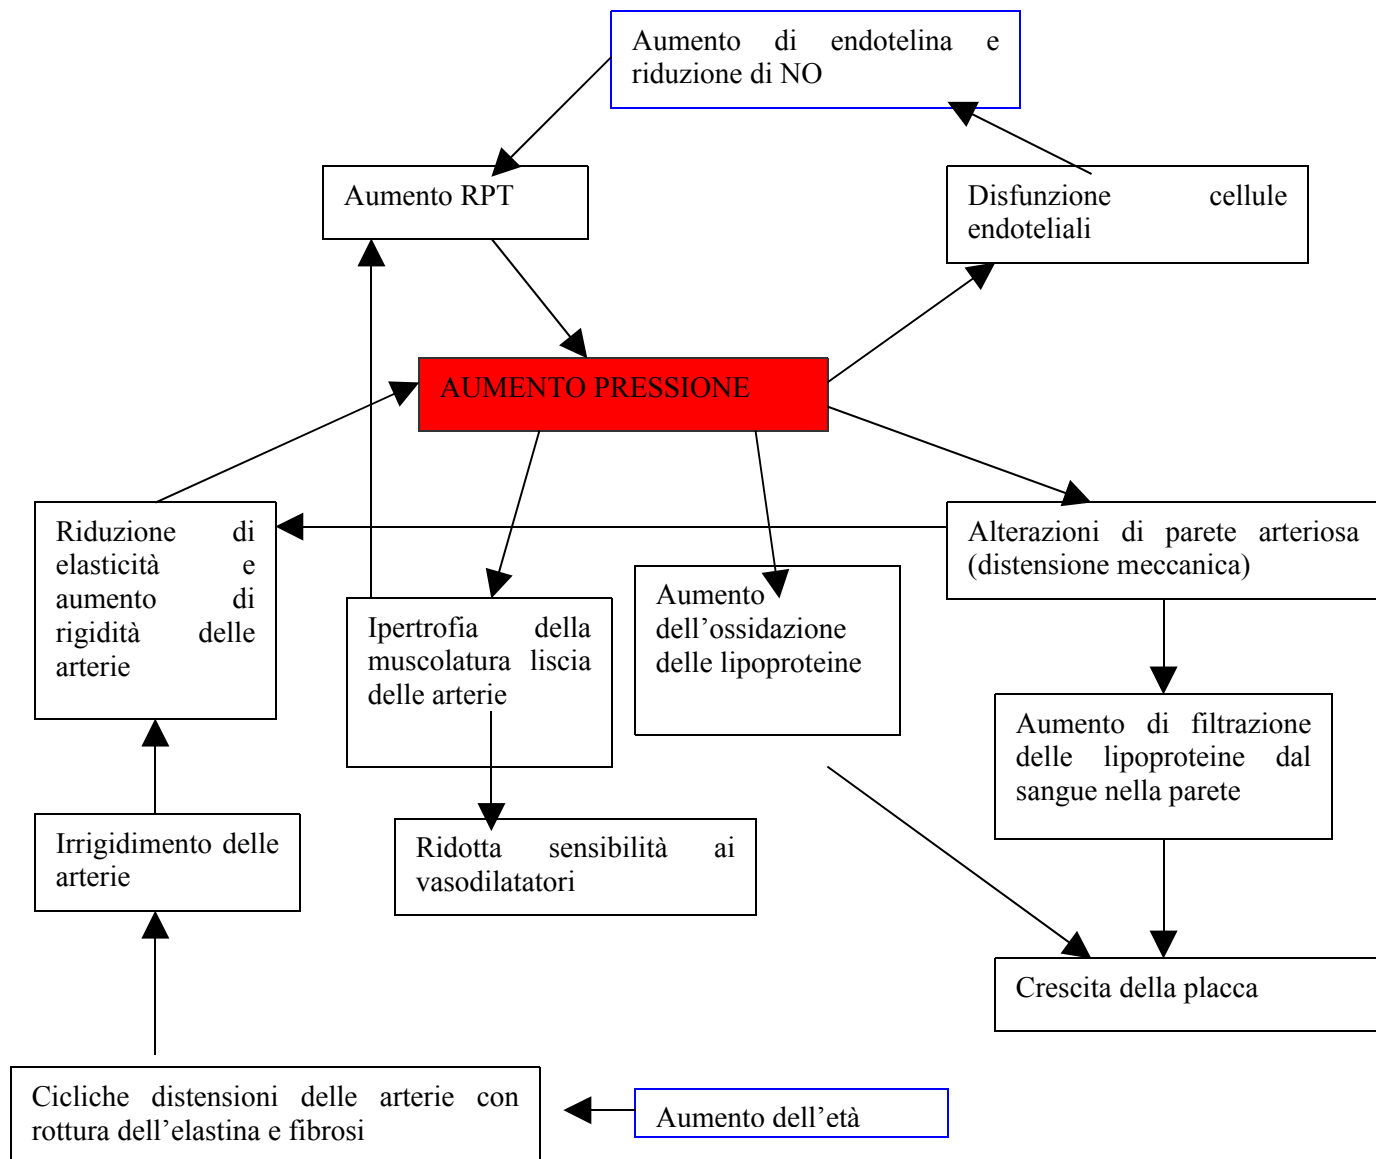 Aumento di endotelina e
riduzione di NO
Aumento RPT
Disfunzione cellule
endoteliali
AUMENTO PRESSIONE
Riduzione di
elasticità e
aumento di
rigidità delle
arterie
Alterazioni di parete arteriosa
(distensione meccanica)
Ipertrofia della
muscolatura liscia
delle arterie
Aumento
dell’ossidazione
delle lipoproteine
Aumento di filtrazione
delle lipoproteine dal
sangue nella parete
Irrigidimento delle
arterie
Ridotta sensibilità ai
vasodilatatori
Crescita della placca
Cicliche distensioni delle arterie con
rottura dell’elastina e fibrosi
Aumento dell’età